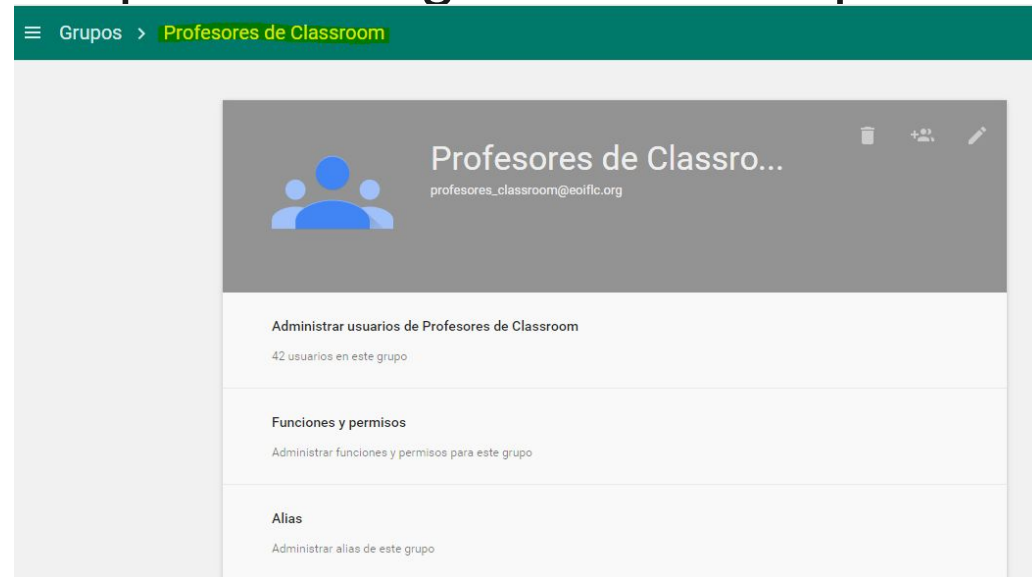 Grupos > Profesores de Classroom
Profesores de Classro...
profesores_classroom@eoiflc.org
Administrar usuarios de Profesores de Classroom
42 usuarios en este grupo
Funciones y permisos
Administrar funciones y permisos para este grupo
Alias
Administrar alias de este grupo